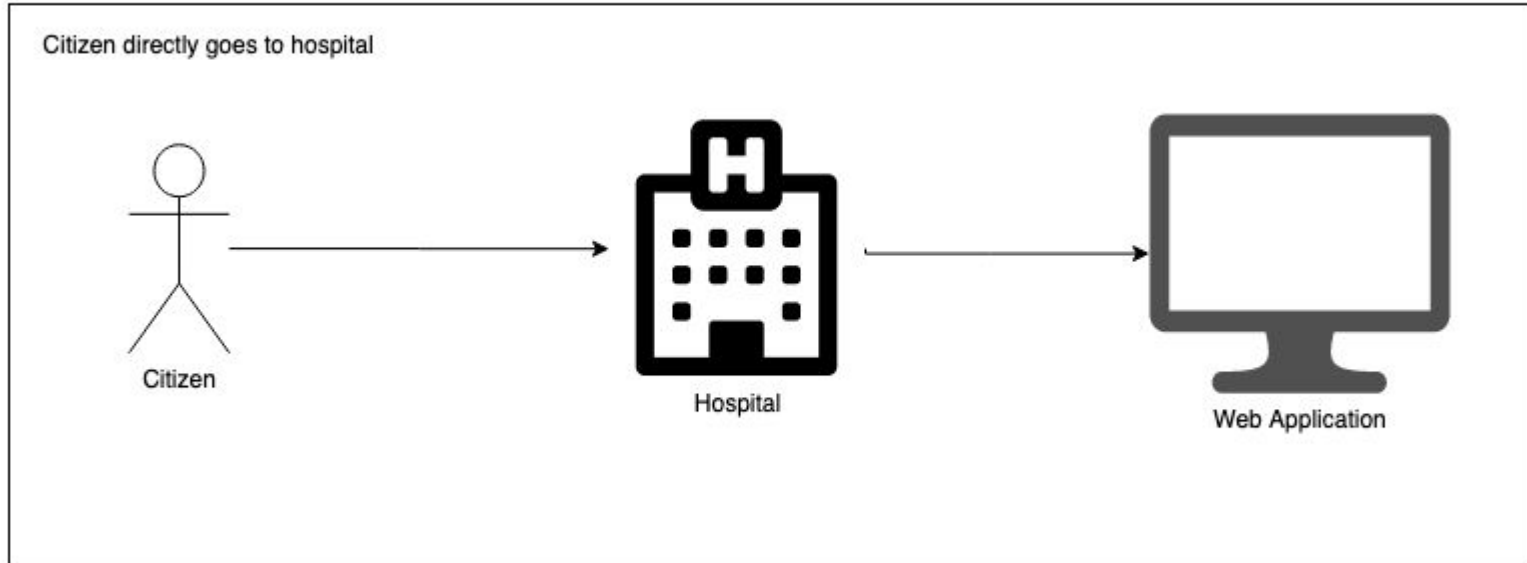 Citizen directly goes to hospital
H
Citizen
Hospital
Web Application